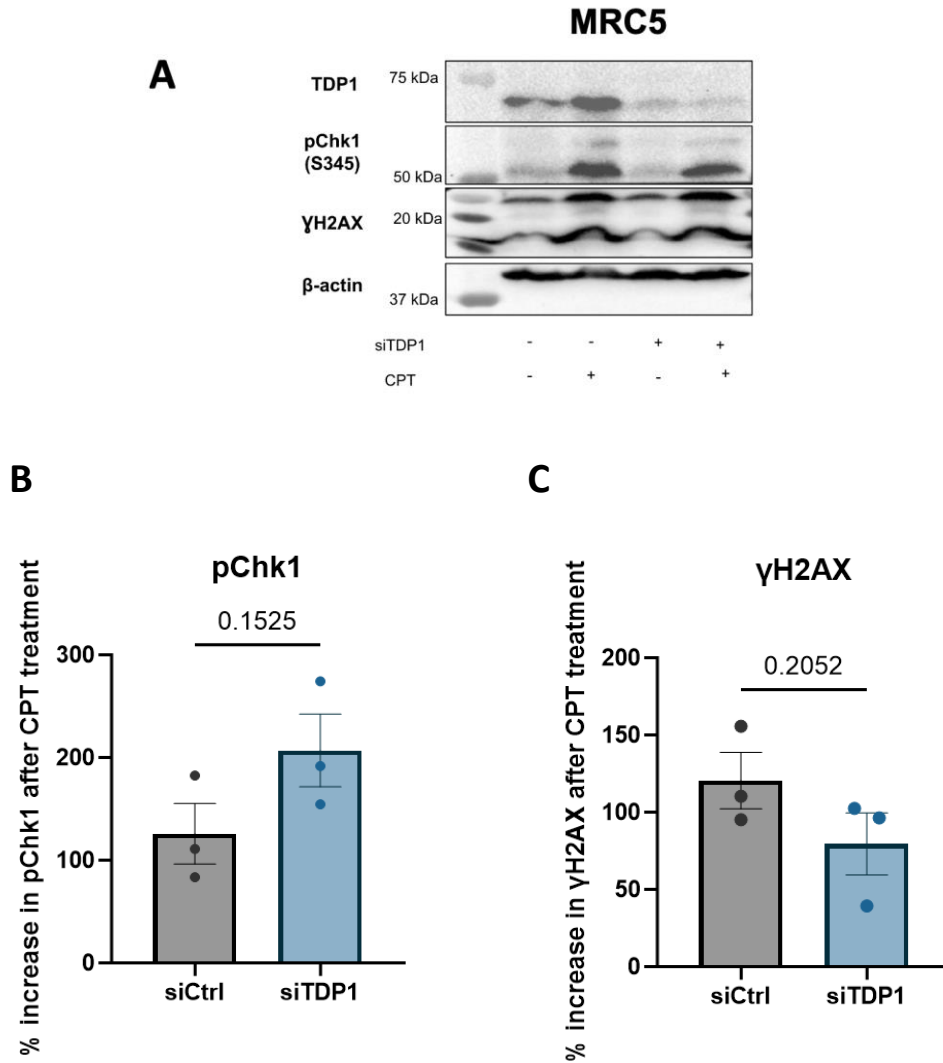 MRC5
A
TDP1
75 kDa
pChk1
(S345)
50 kDa
ɣH2AX
20 kDa
β-actin
37 kDa
siTDP1 - - + +
CPT - + - +
B
C
pChk1
0.1525
% increase in pChk1 after CPT treatment
300
200
100
0
siCtrl siTDP1
γH2AX
0.2052
% increase in γH2AX after CPT treatment
200
150
100
50
0
siCtrl siTDP1